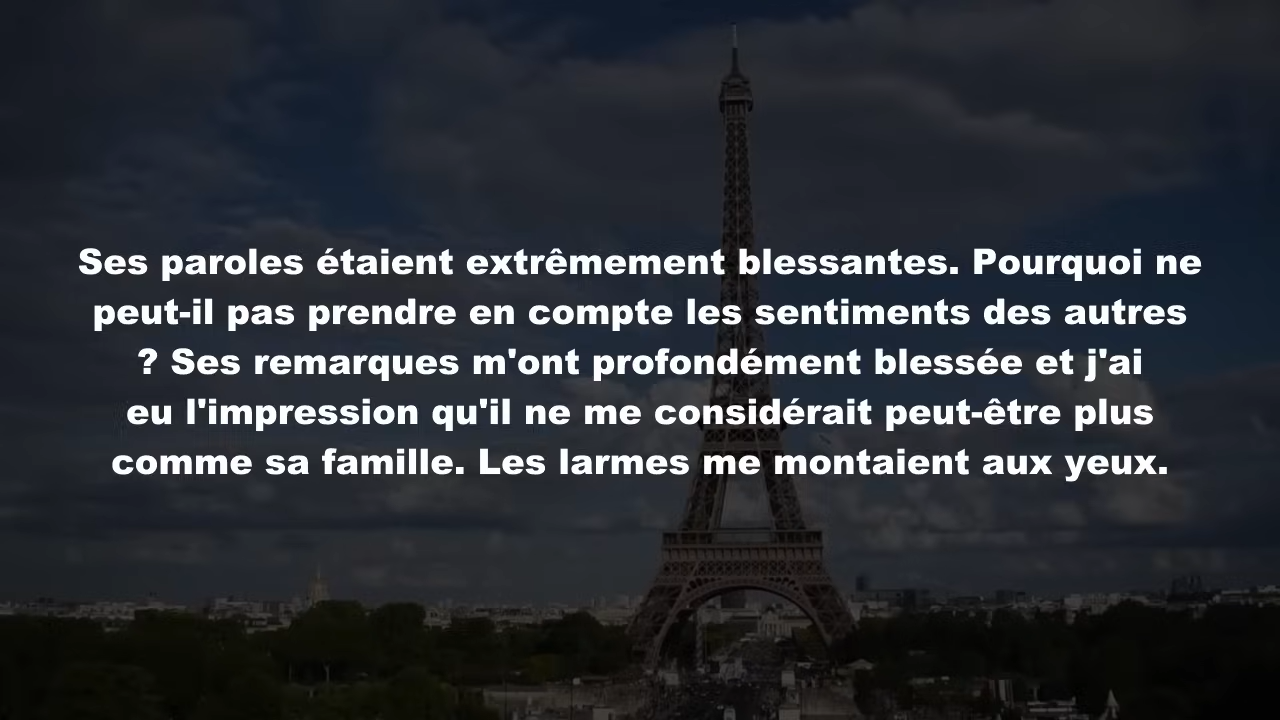 Ses paroles étaient extrêmement blessantes. Pourquoi ne
peut-il pas prendre en compte les sentiments des autres
? Ses remarques m'ont profondément blessée et j'ai
eu l'impression qu'il ne me considérait peut-être plus
comme sa famille. Les larmes me montaient aux yeux.